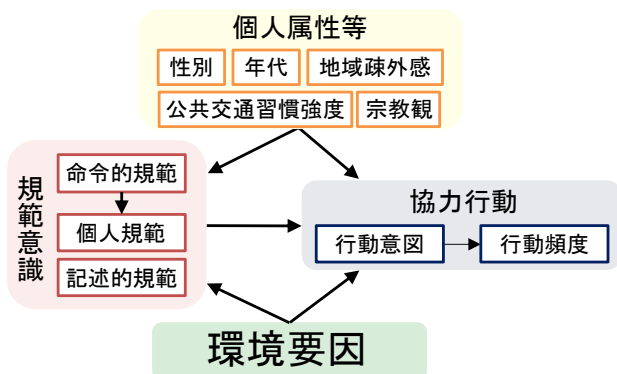 個人属性等
性別 年代 地域疎外感
公共交通習慣強度 宗教観
規範意識
命令的規範
個人規範
記述的規範
協力行動
行動意図 行動頻度
環境要因